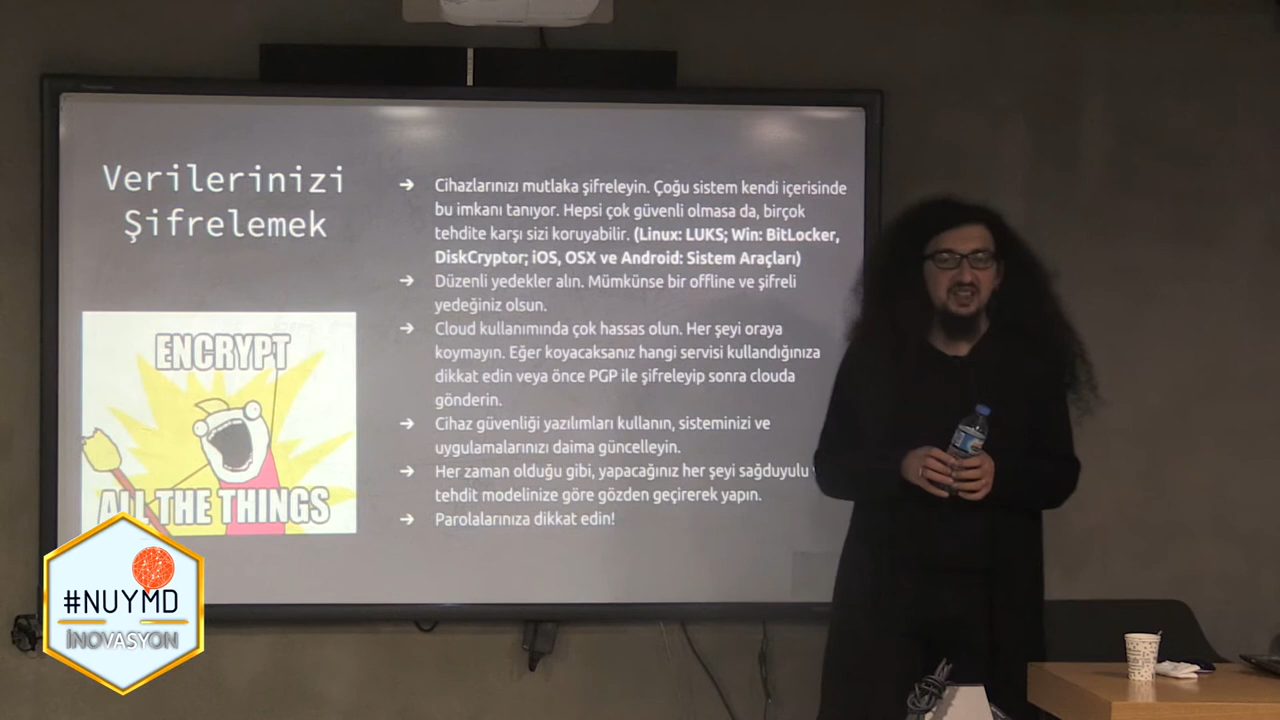 Verilerinizi
Şifrelemek
→ Cihazlarınızı mutlaka şifreleyin. Çoğu sistem kendi içerisinde
bu imkanı tanıyor. Hepsi çok güvenli olmasa da, birçok
tehdite karşı sizi koruyabilir. (Linux: LUKS; Win: BitLocker,
DiskCryptor; iOS, OSX ve Android: Sistem Araçları)
→ Düzenli yedekler alın. Mümkünse bir offline ve şifreli
yedeğiniz olsun.
→ Cloud kullanımında çok hassas olun. Her şeyi oraya
koymayın. Eğer koyacaksanız hangi servisi kullandığınıza
dikkat edin veya önce PGP ile şifreleyip sonra clouda
gönderin.
→ Cihaz güvenliği yazılımları kullanın, sisteminizi ve
uygulamalarınızı daima güncelleyin.
→ Her zaman olduğu gibi, yapacağınız her şeyi sağduyulu
tehdit modelinize göre gözden geçirerek yapın.
→ Parolalarınıza dikkat edin!
ENCRYPT
ALL THE THINGS
#NUYMD
İNOVASYON